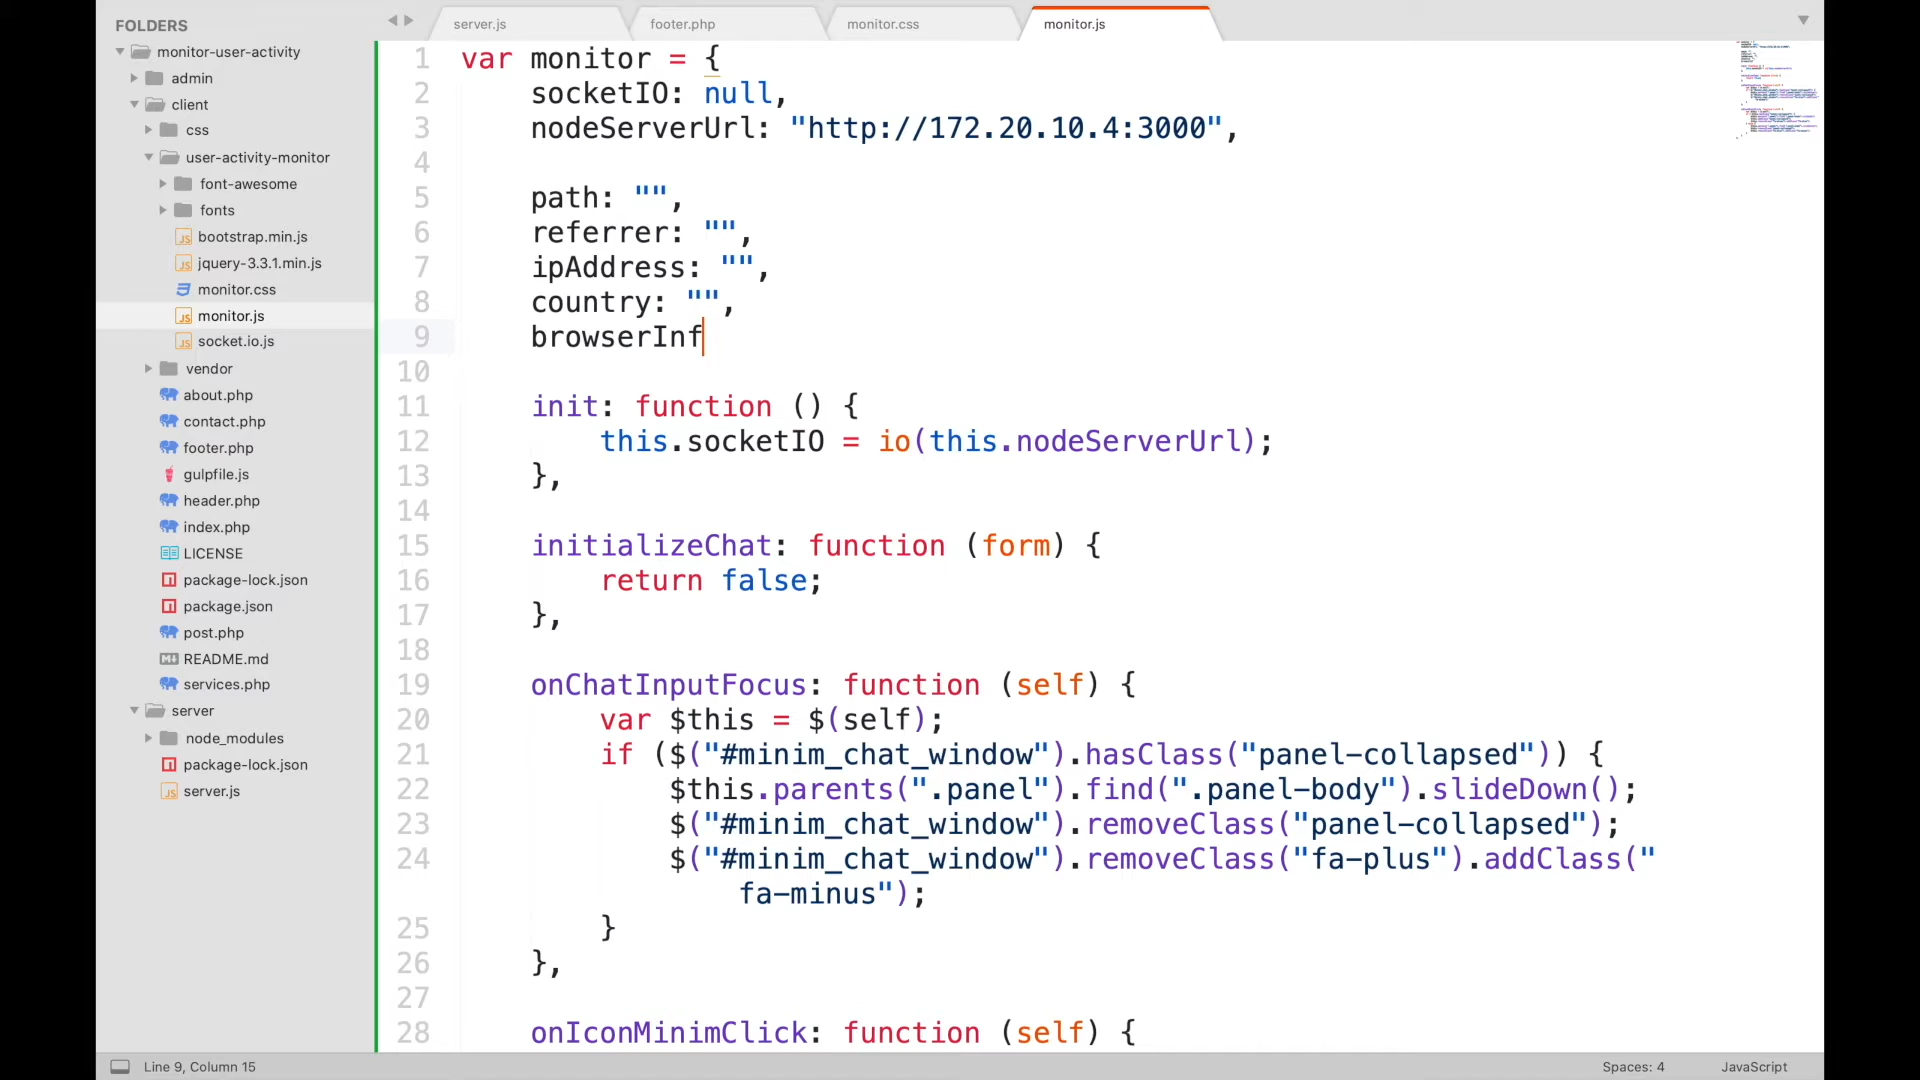 FOLDERS
monitor-user-activity
admin
client
css
user-activity-monitor
font-awesome
fonts
bootstrap.min.js
jquery-3.3.1.min.js
monitor.css
monitor.js
socket.io.js
vendor
about.php
contact.php
footer.php
gulpfile.js
header.php
index.php
LICENSE
package-lock.json
package.json
post.php
README.md
services.php
server
node_modules
package-lock.json
server.js
server.js footer.php monitor.css monitor.js
1 var monitor = {
2 socketIO: null,
3 nodeServerUrl: "http://172.20.10.4:3000",
4
5 path: "",
6 referrer: "",
7 ipAddress: "",
8 country: "",
9 browserInf
10
11 init: function () {
12 this.socketIO = io(this.nodeServerUrl);
13 },
14
15 initializeChat: function (form) {
16 return false;
17 },
18
19 onChatInputFocus: function (self) {
20 var $this = $(self);
21 if ($("#minim_chat_window").hasClass("panel-collapsed")) {
22 $this.parents(".panel").find(".panel-body").slideDown();
23 $("#minim_chat_window").removeClass("panel-collapsed");
24 $("#minim_chat_window").removeClass("fa-plus").addClass("
fa-minus");
25 }
26 },
27
28 onIconMinimClick: function (self) {
Line 9, Column 15 Spaces: 4 JavaScript